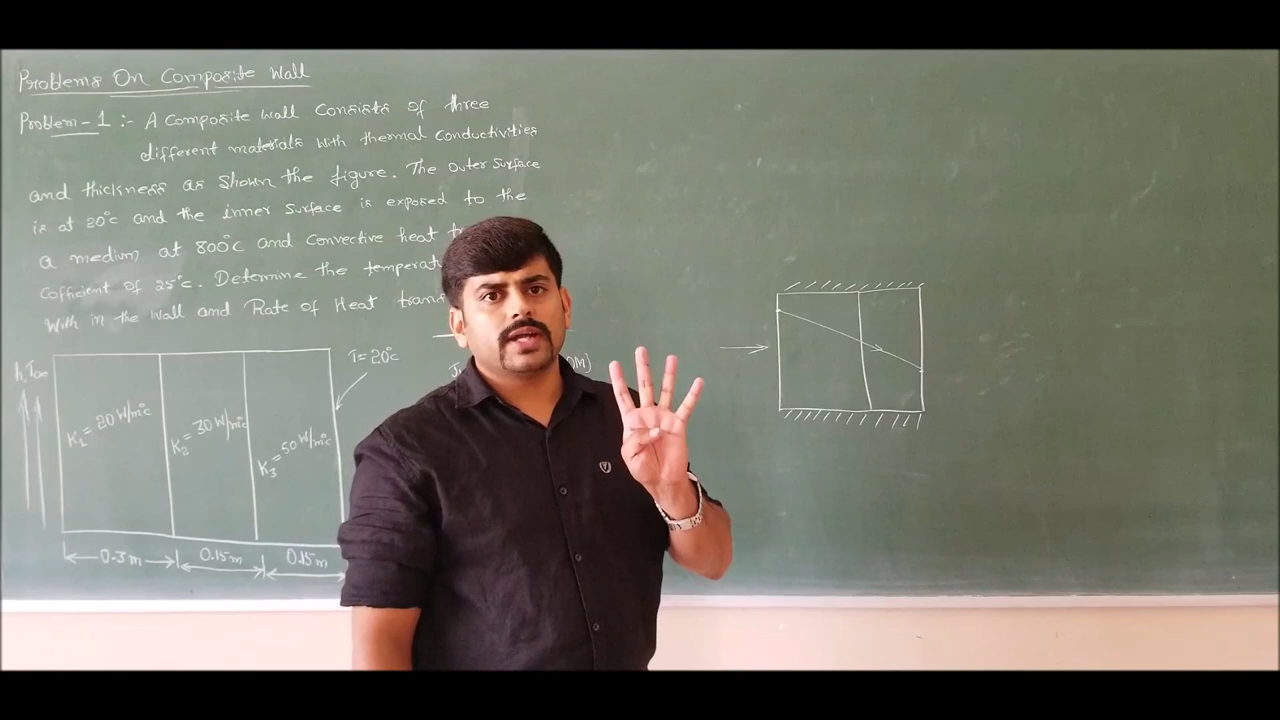 Problems On Composite Wall
Problem-1 :- A Composite Wall Consists of three
different materials with thermal Conductivities
and thickness as shown the figure. The outer surface
is at 20°c and the inner surface is exposed to the
a medium at 800°c and Convective heat
Cofficient of 25°c. Determine the
With in the Wall and Rate of Heat
h, T∞
T=20°c
K1 = 20 W/m°c
K2 = 30 W/m°c
K3 = 50 W/m°c
0.3m
0.15m
0.15m